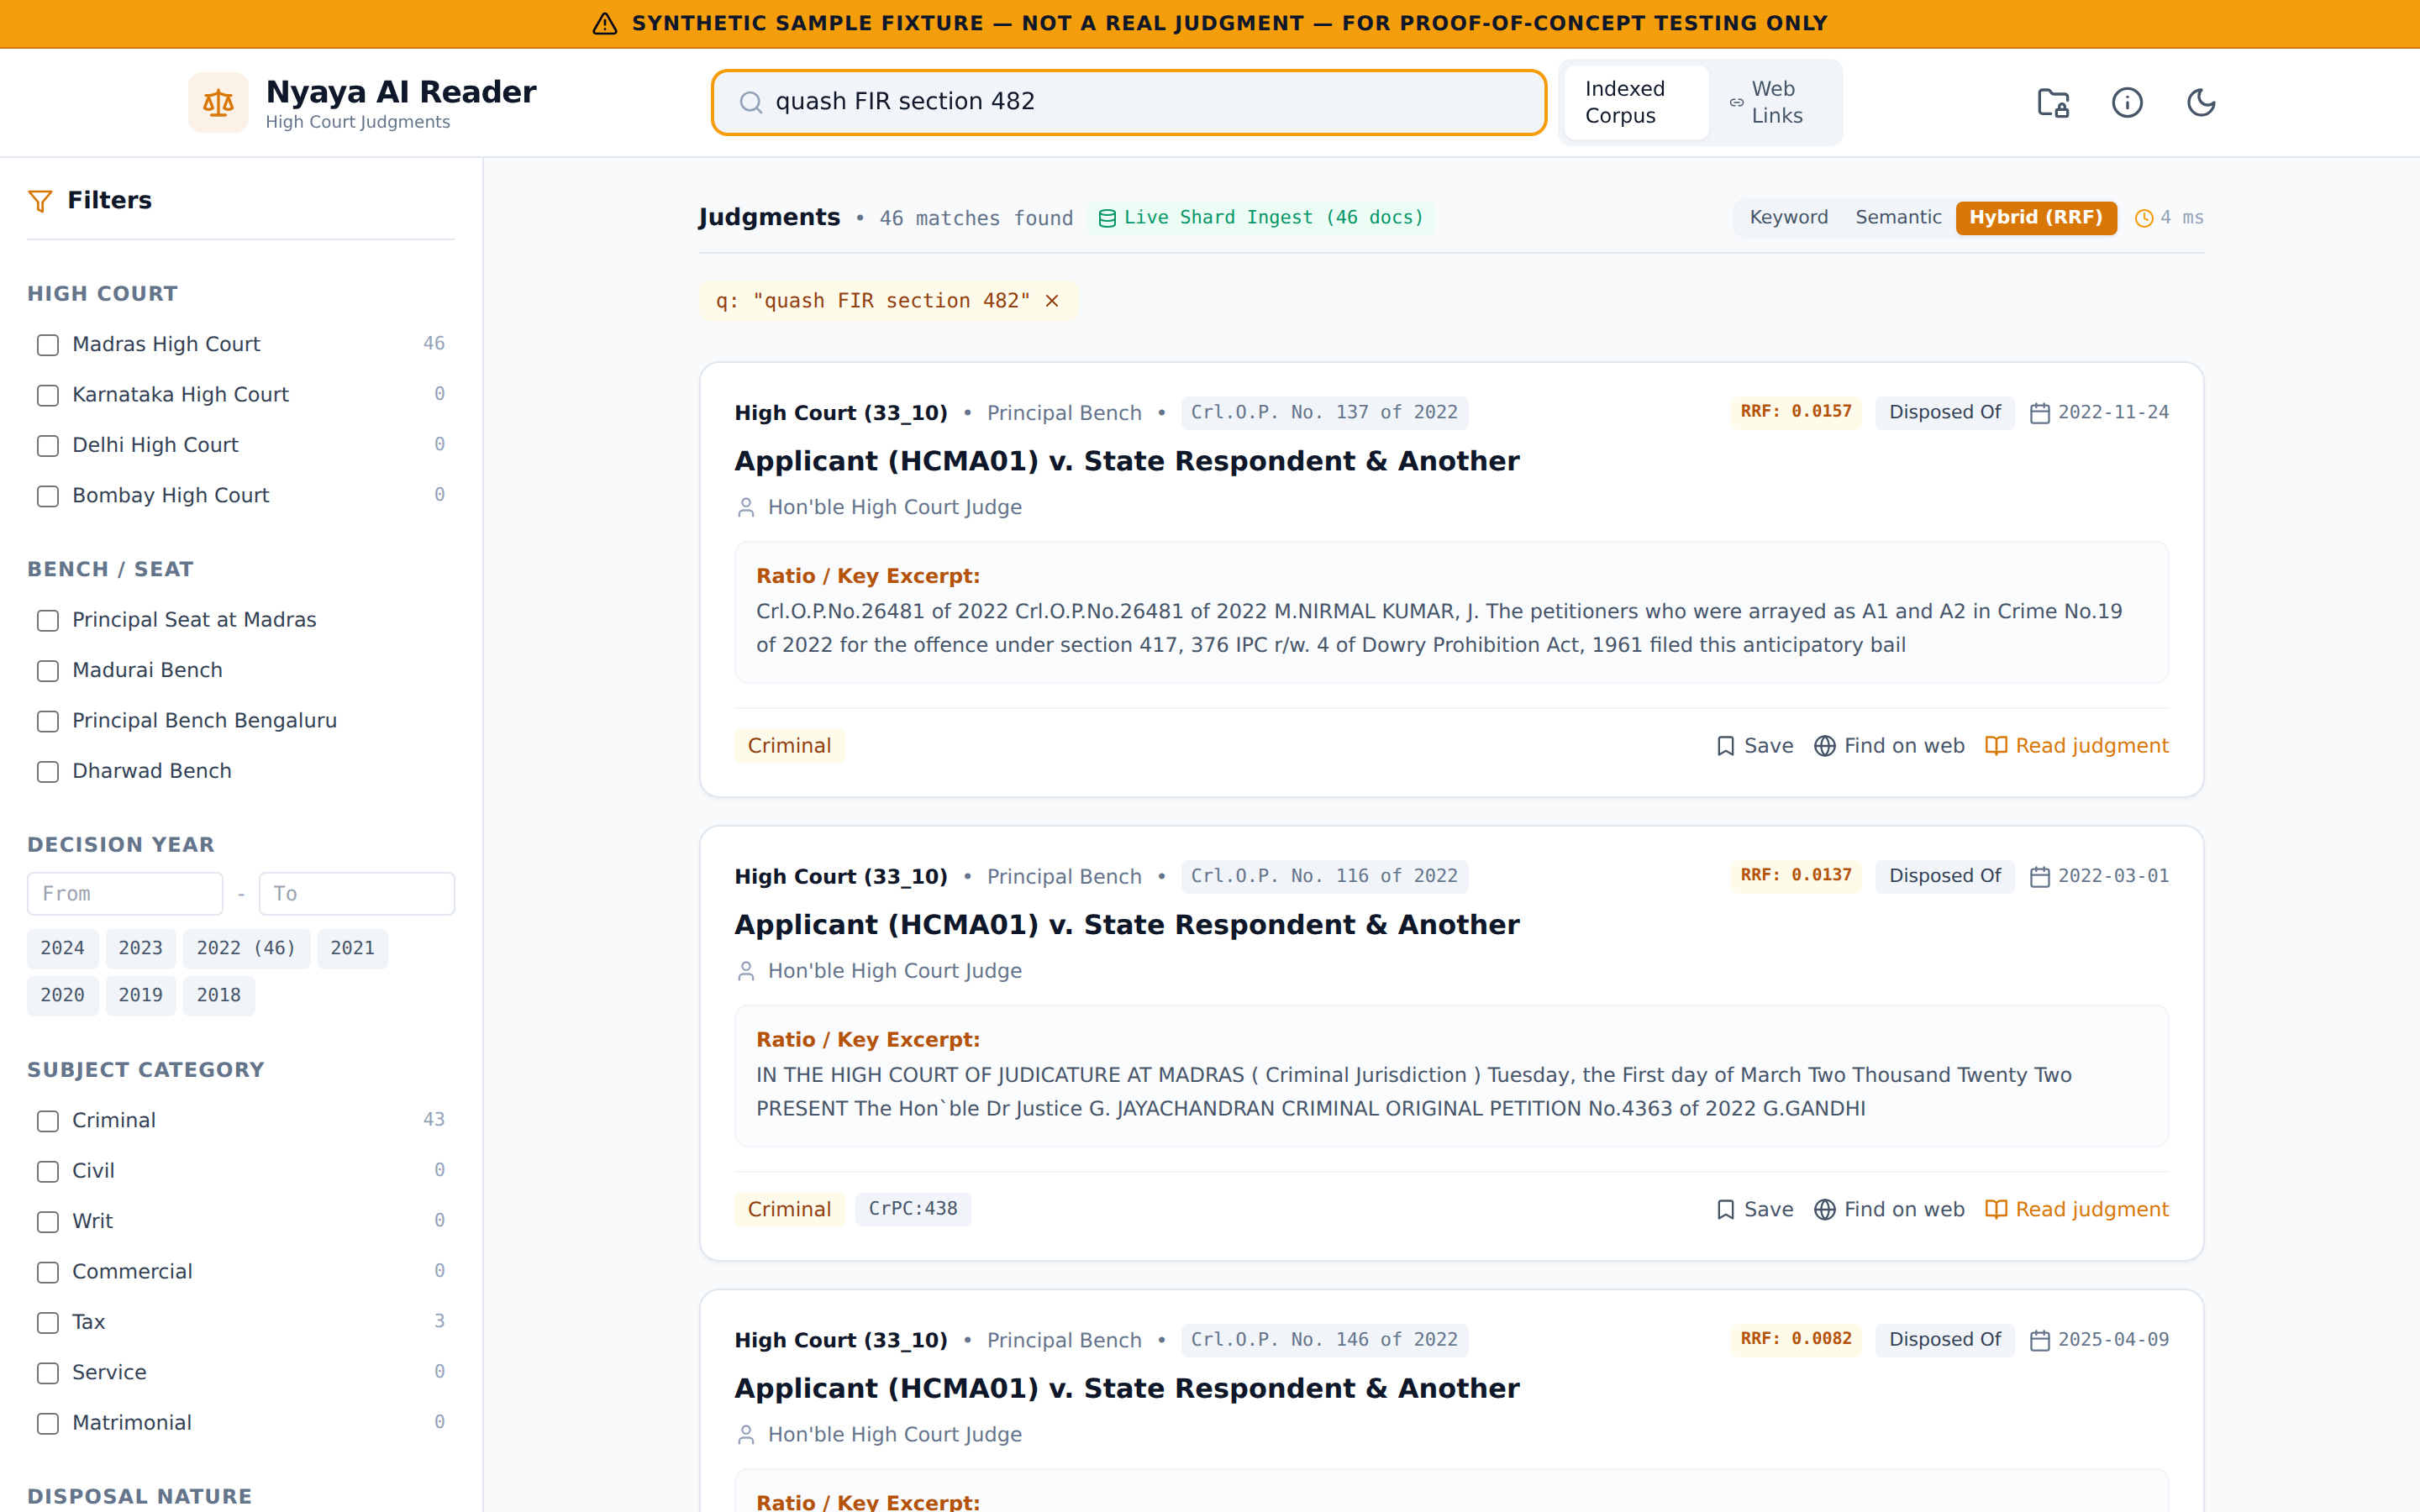 SYNTHETIC SAMPLE FIXTURE — NOT A REAL JUDGMENT — FOR PROOF-OF-CONCEPT TESTING ONLY
Nyaya AI Reader
High Court Judgments
quash FIR section 482
Indexed
Corpus
Web
Links
Filters
HIGH COURT
Madras High Court 46
Karnataka High Court 0
Delhi High Court 0
Bombay High Court 0
BENCH / SEAT
Principal Seat at Madras
Madurai Bench
Principal Bench Bengaluru
Dharwad Bench
DECISION YEAR
From - To
2024 2023 2022 (46) 2021
2020 2019 2018
SUBJECT CATEGORY
Criminal 43
Civil 0
Writ 0
Commercial 0
Tax 3
Service 0
Matrimonial 0
DISPOSAL NATURE
Judgments • 46 matches found Live Shard Ingest (46 docs) Keyword Semantic Hybrid (RRF) 4 ms
q: "quash FIR section 482" ×
High Court (33_10) • Principal Bench • Crl.O.P. No. 137 of 2022 RRF: 0.0157 Disposed Of 2022-11-24
Applicant (HCMA01) v. State Respondent & Another
Hon'ble High Court Judge
Ratio / Key Excerpt:
Crl.O.P.No.26481 of 2022 Crl.O.P.No.26481 of 2022 M.NIRMAL KUMAR, J. The petitioners who were arrayed as A1 and A2 in Crime No.19
of 2022 for the offence under section 417, 376 IPC r/w. 4 of Dowry Prohibition Act, 1961 filed this anticipatory bail
Criminal Save Find on web Read judgment
High Court (33_10) • Principal Bench • Crl.O.P. No. 116 of 2022 RRF: 0.0137 Disposed Of 2022-03-01
Applicant (HCMA01) v. State Respondent & Another
Hon'ble High Court Judge
Ratio / Key Excerpt:
IN THE HIGH COURT OF JUDICATURE AT MADRAS ( Criminal Jurisdiction ) Tuesday, the First day of March Two Thousand Twenty Two
PRESENT The Hon`ble Dr Justice G. JAYACHANDRAN CRIMINAL ORIGINAL PETITION No.4363 of 2022 G.GANDHI
Criminal CrPC:438 Save Find on web Read judgment
High Court (33_10) • Principal Bench • Crl.O.P. No. 146 of 2022 RRF: 0.0082 Disposed Of 2025-04-09
Applicant (HCMA01) v. State Respondent & Another
Hon'ble High Court Judge
Ratio / Key Excerpt: